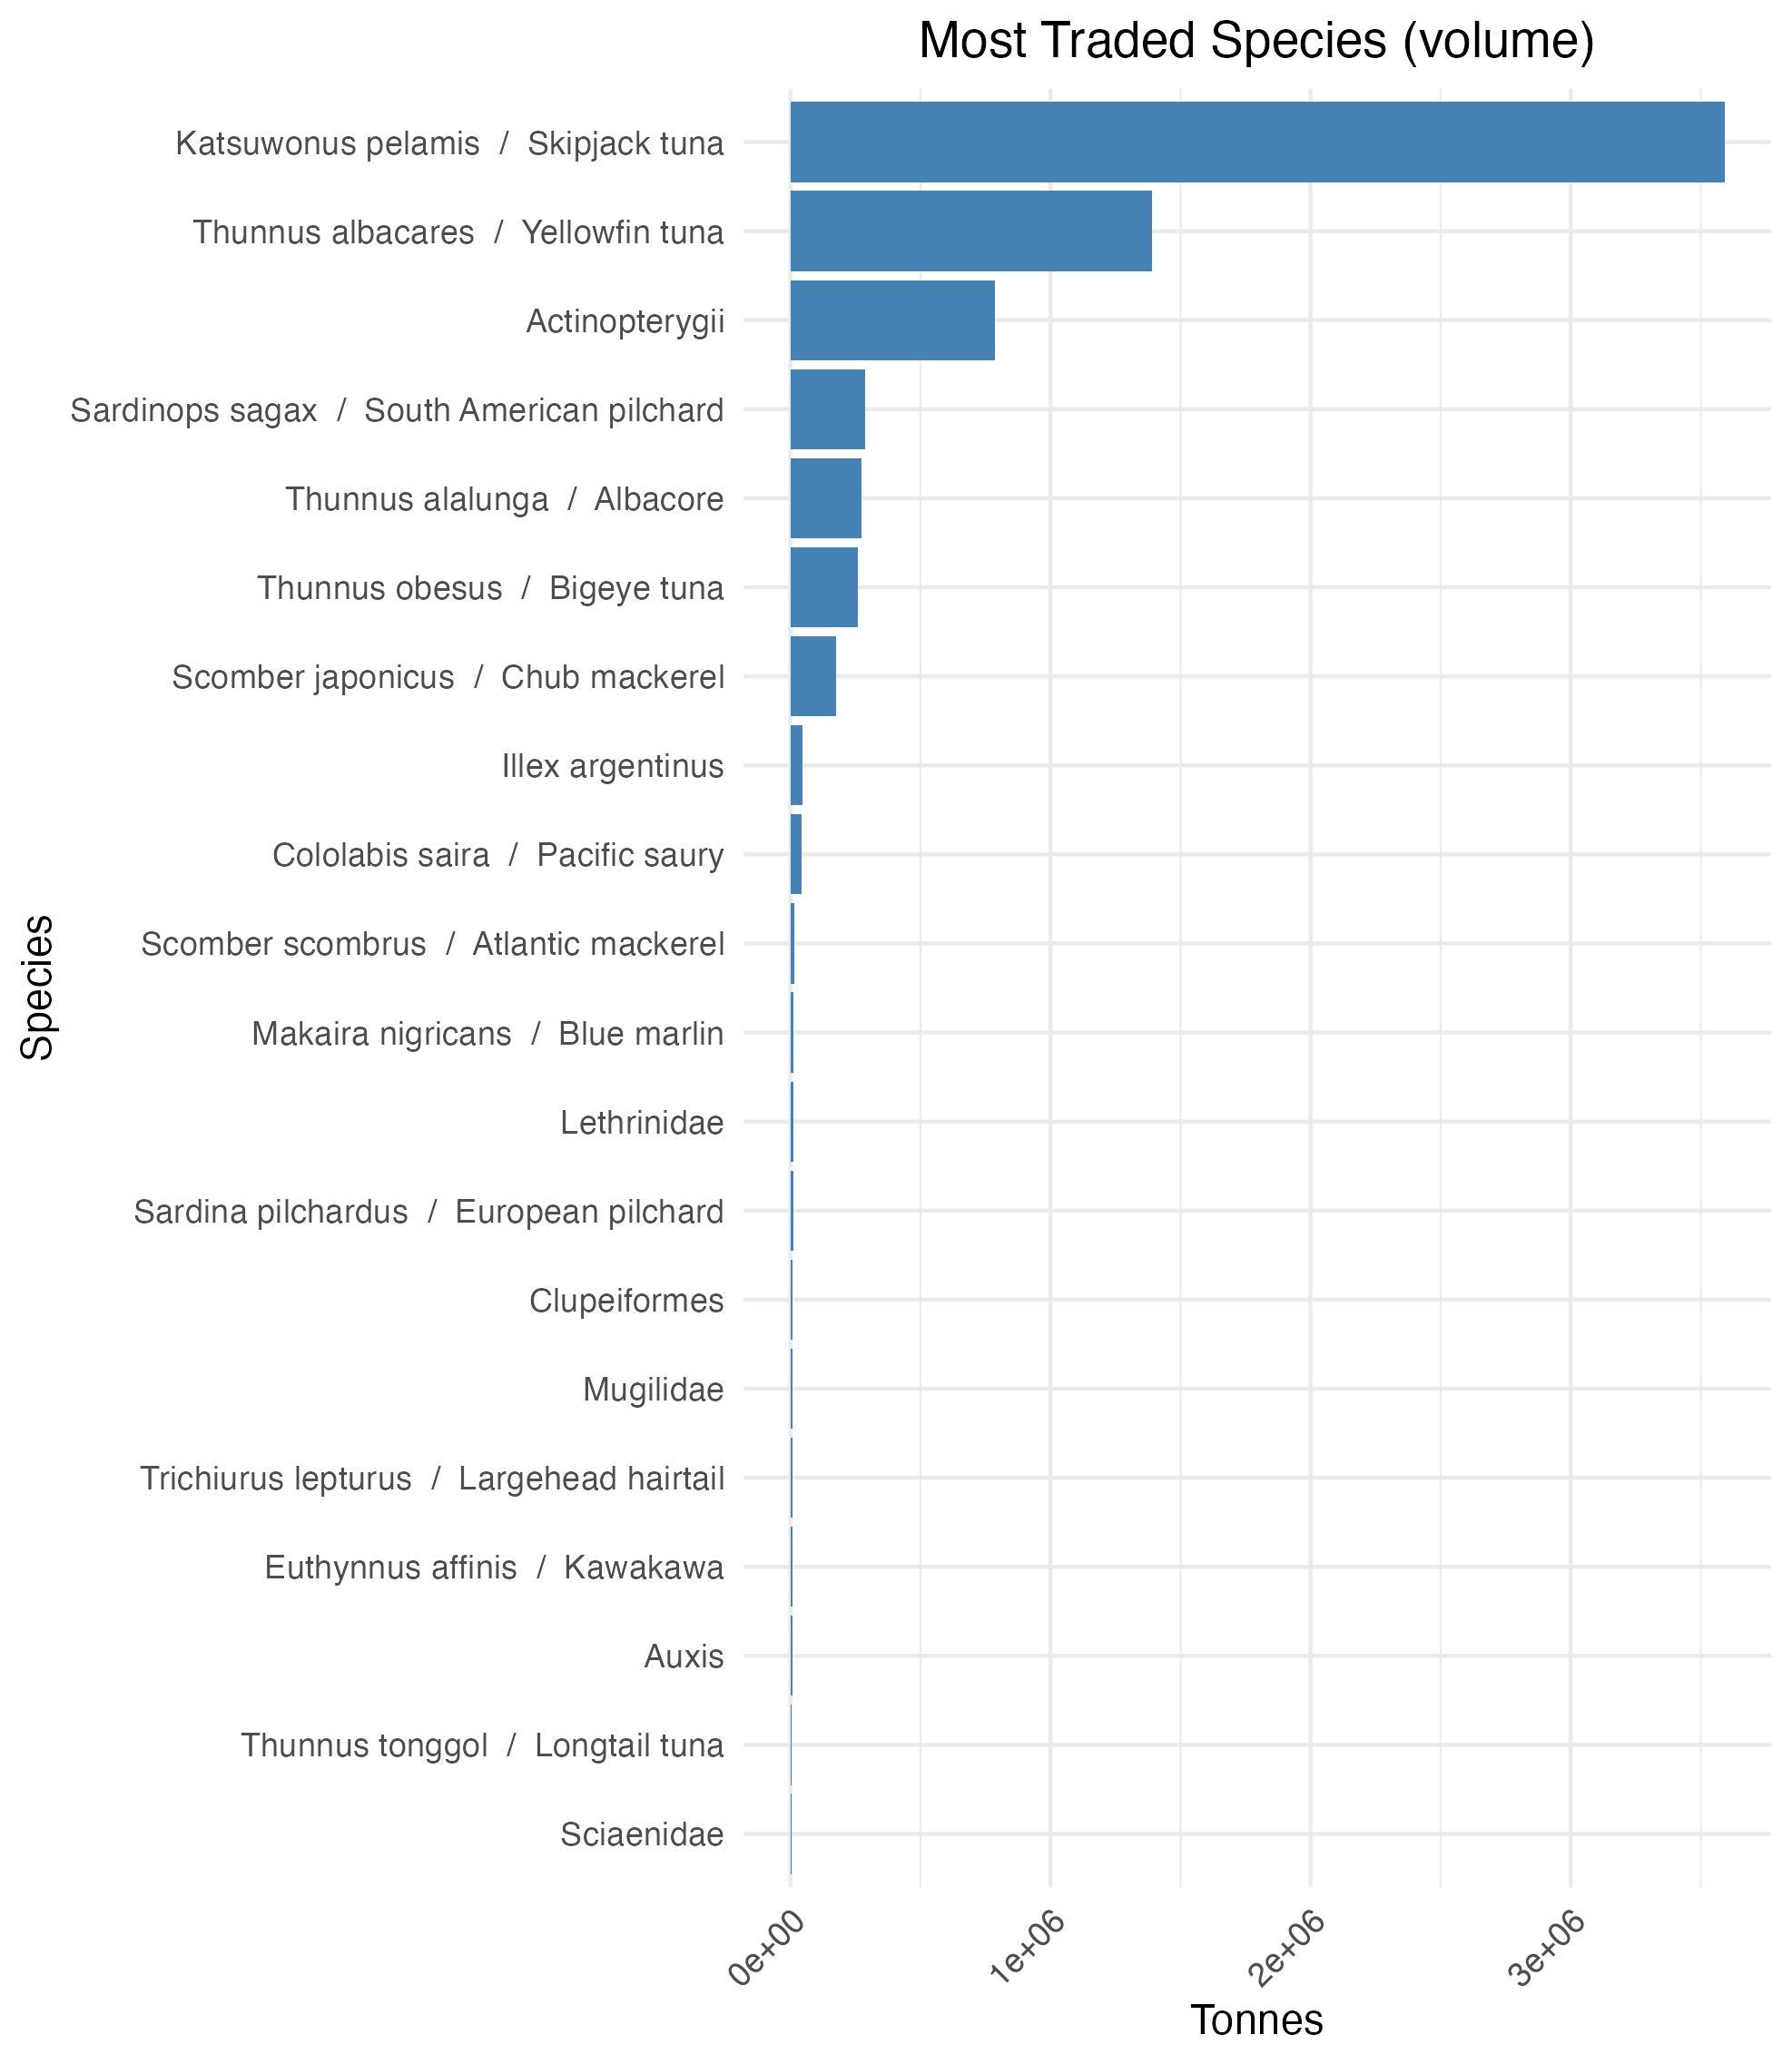 Most Traded Species (volume)
Katsuwonus pelamis / Skipjack tuna
Thunnus albacares / Yellowfin tuna
Actinopterygii
Sardinops sagax / South American pilchard
Thunnus alalunga / Albacore
Thunnus obesus / Bigeye tuna
Scomber japonicus / Chub mackerel
Illex argentinus
Cololabis saira / Pacific saury
Scomber scombrus / Atlantic mackerel
Makaira nigricans / Blue marlin
Lethrinidae
Sardina pilchardus / European pilchard
Clupeiformes
Mugilidae
Trichiurus lepturus / Largehead hairtail
Euthynnus affinis / Kawakawa
Auxis
Thunnus tonggol / Longtail tuna
Sciaenidae
Species
0e+00 1e+06 2e+06 3e+06
Tonnes